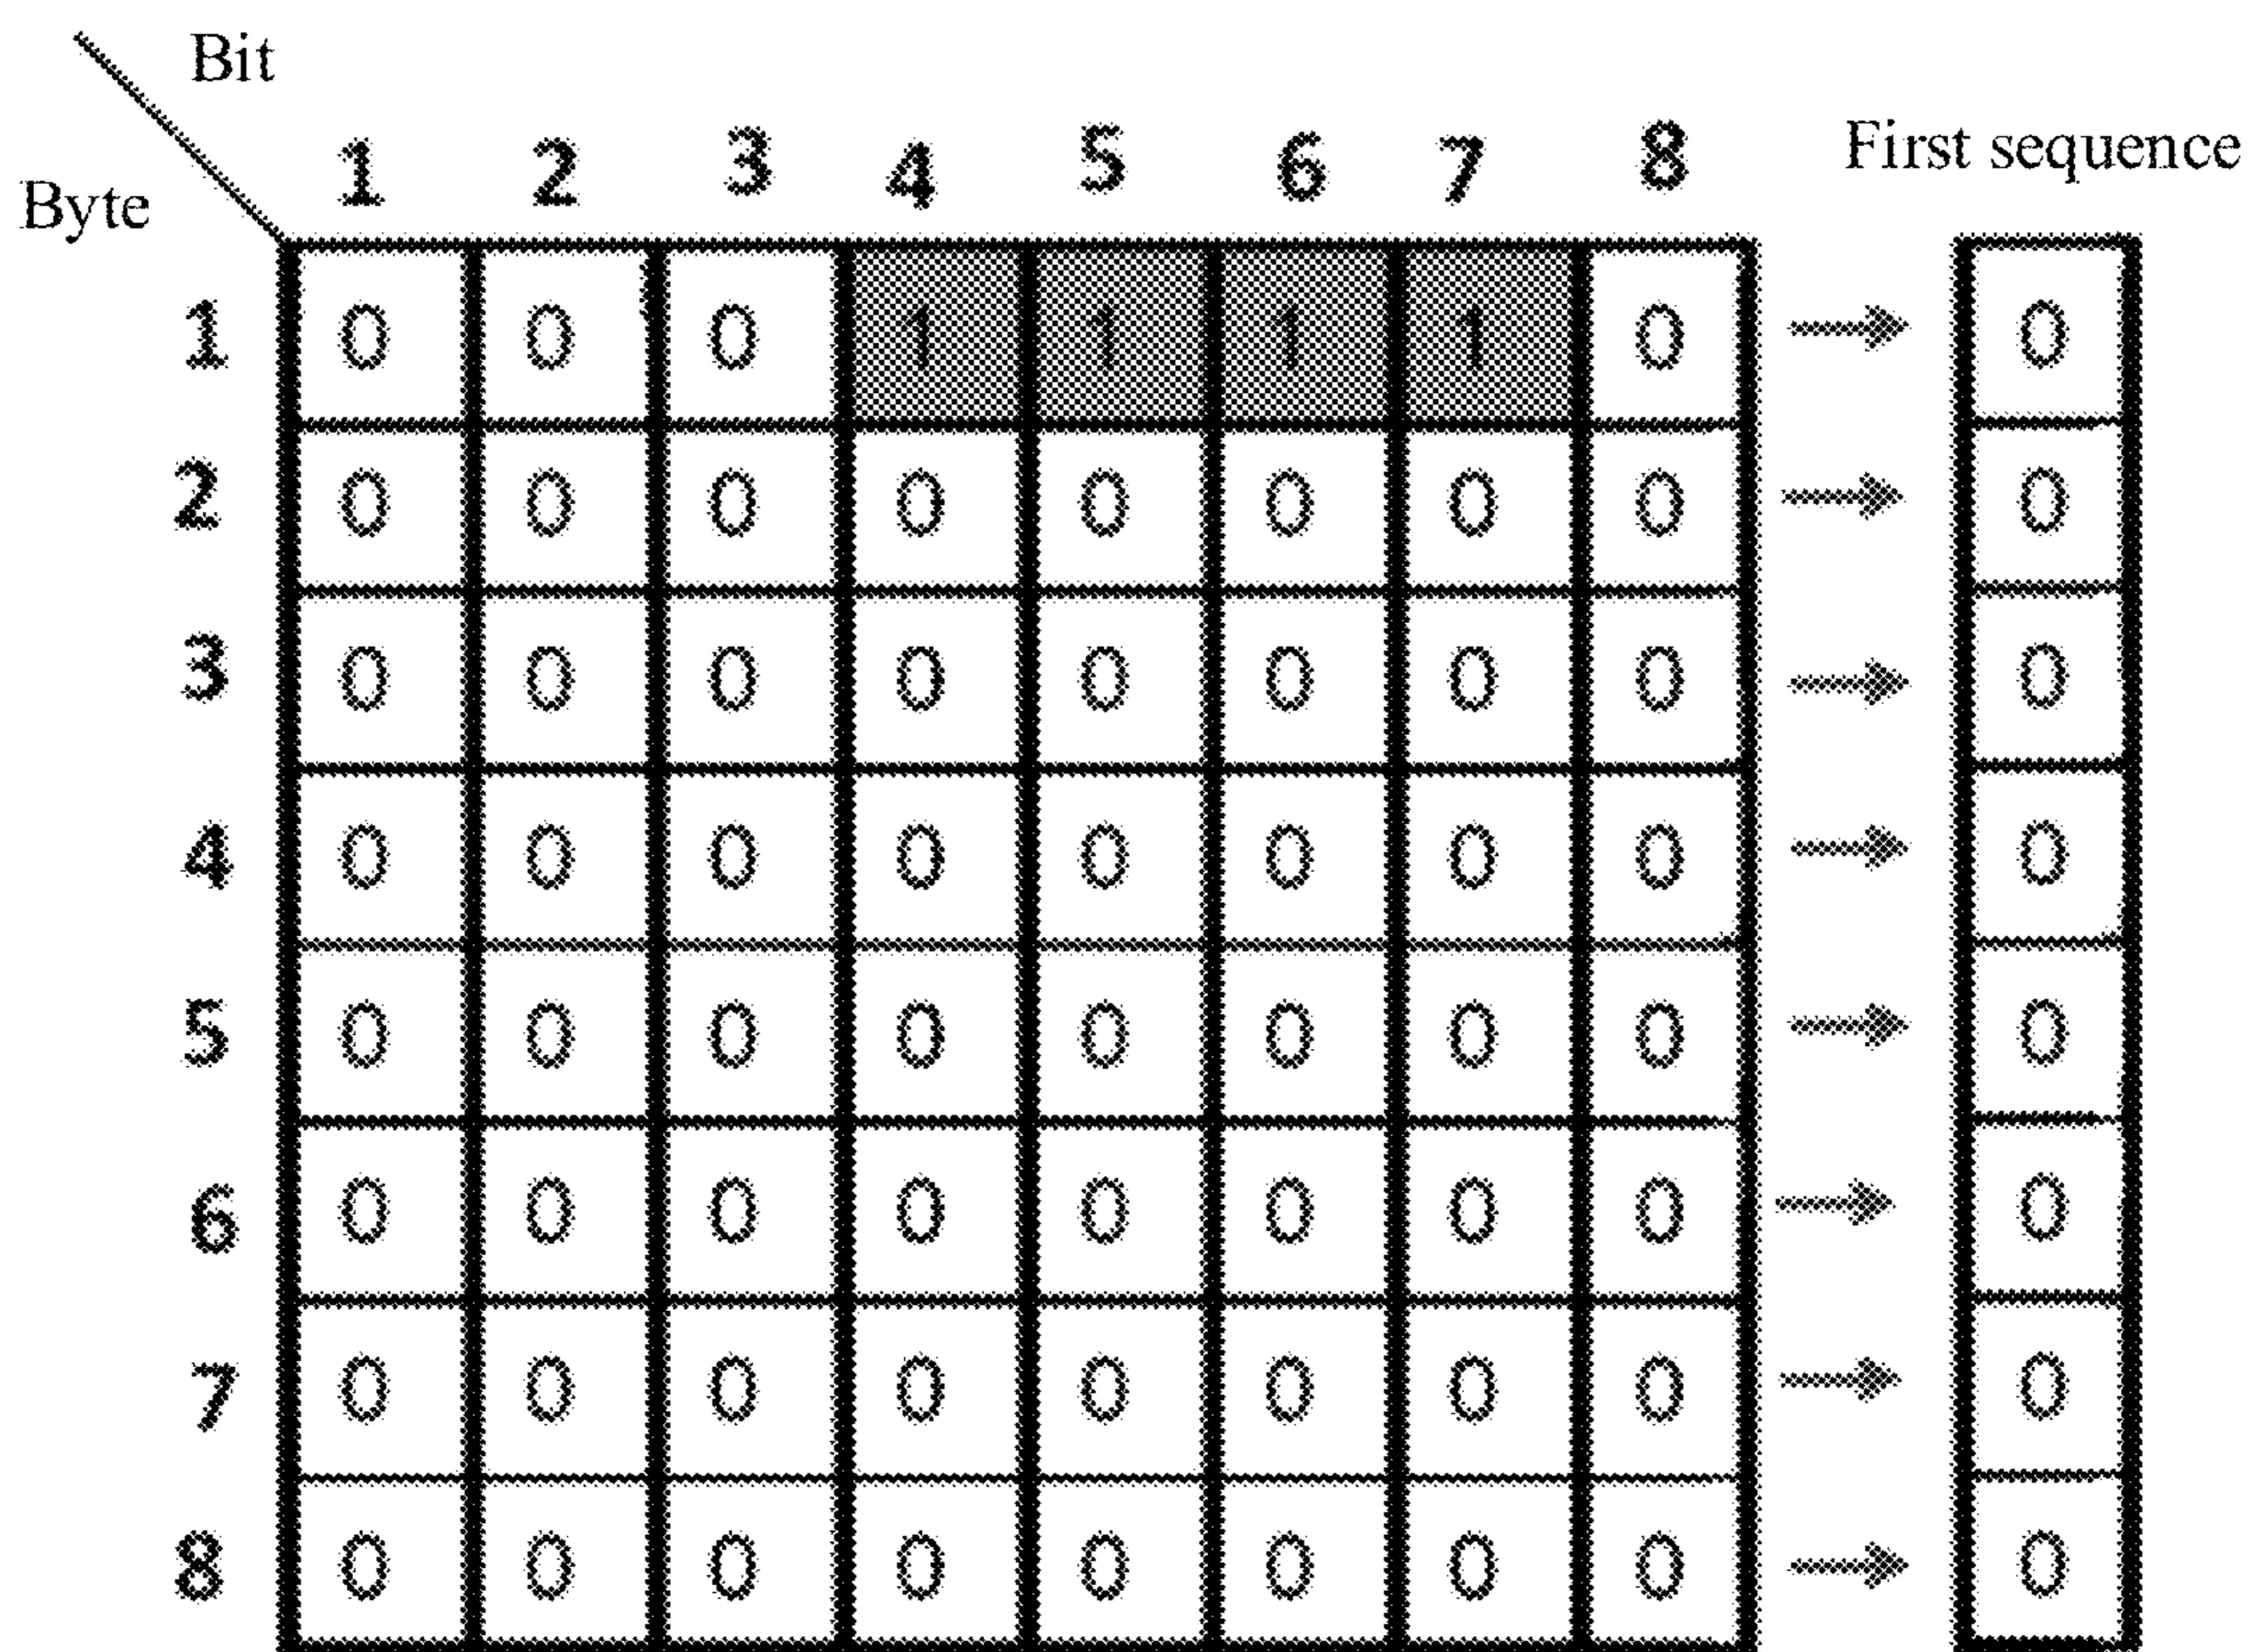 Bit
1 2 3 4 5 6 7 8 First sequence
Byte
1 0 0 0 1 1 1 1 0 0
2 0 0 0 0 0 0 0 0 0
3 0 0 0 0 0 0 0 0 0
4 0 0 0 0 0 0 0 0 0
5 0 0 0 0 0 0 0 0 0
6 0 0 0 0 0 0 0 0 0
7 0 0 0 0 0 0 0 0 0
8 0 0 0 0 0 0 0 0 0